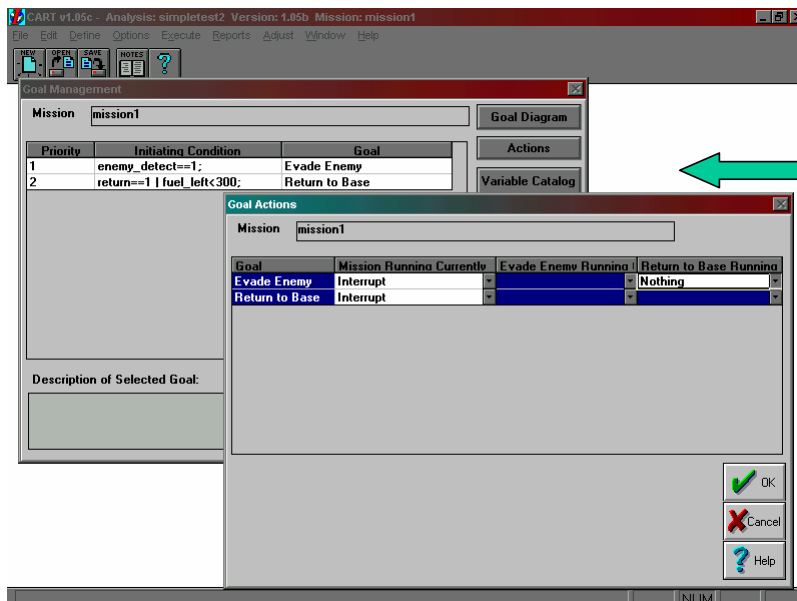 CART v1.05c - Analysis: simpletest2 Version: 1.05b Mission: mission1
File Edit Define Options Execute Reports Adjust Window Help
NEW OPEN SAVE NOTES ?
Goal Management
Mission mission1
Goal Diagram
Actions
Variable Catalog
Priority Initiating Condition Goal
1 enemy_detect==1; Evade Enemy
2 return==1 | fuel_left<300; Return to Base
Description of Selected Goal:
Goal Actions
Mission mission1
Goal Mission Running Currently Evade Enemy Running Return to Base Running
Evade Enemy Interrupt Nothing
Return to Base Interrupt
OK
Cancel
? Help
NUM